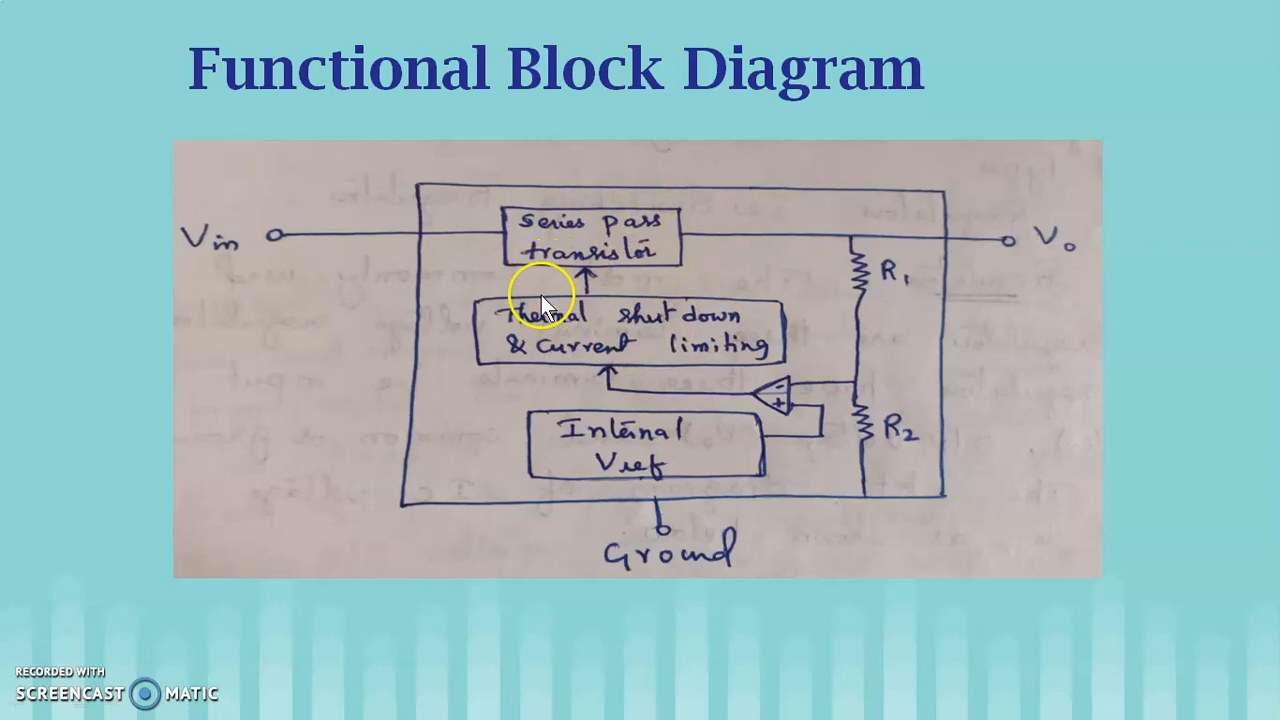 Functional Block Diagram
Vin
Series pass
transistor
Vo
R1
Thermal shut down
& current limiting
-
+
Internal
Vref
R2
Ground
RECORDED WITH
SCREENCAST MATIC